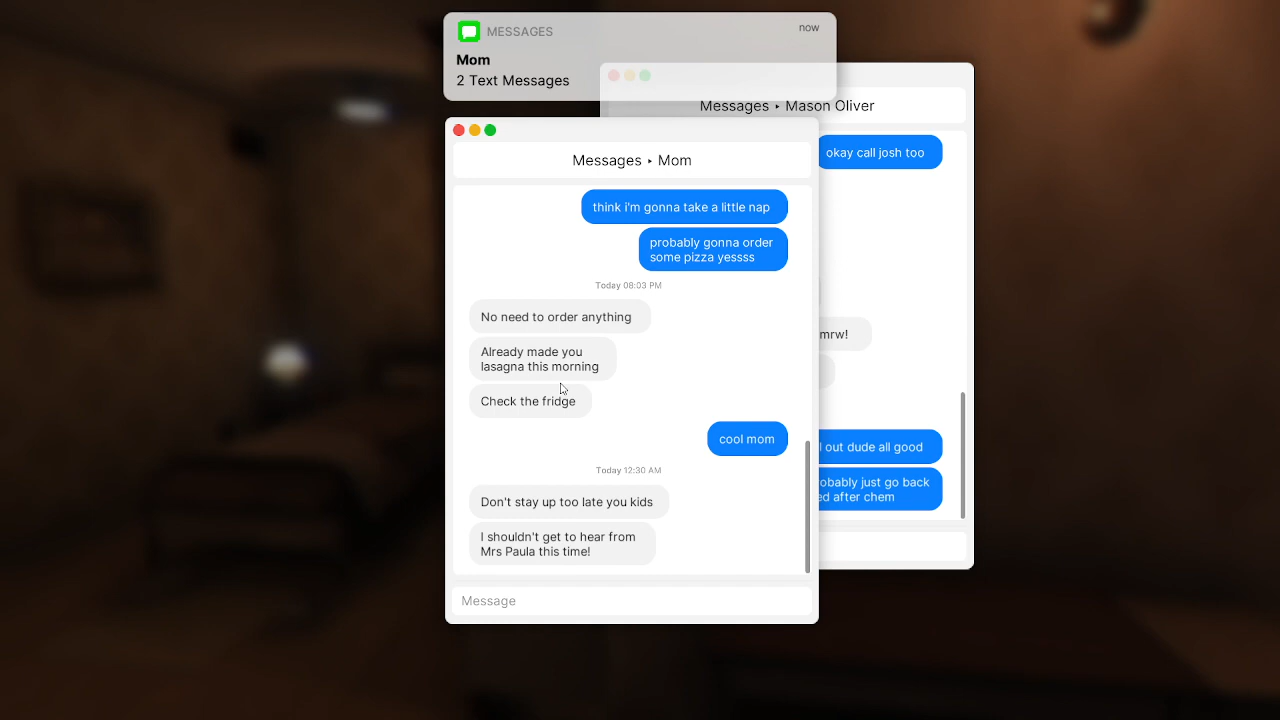 MESSAGES
now
Mom
2 Text Messages
Messages ‣ Mason Oliver
okay call josh too
Messages ‣ Mom
think i'm gonna take a little nap
probably gonna order
some pizza yessss
Today 08:03 PM
No need to order anything
Already made you
lasagna this morning
Check the fridge
cool mom
Today 12:30 AM
Don't stay up too late you kids
I shouldn't get to hear from
Mrs Paula this time!
Message
mrw!
out dude all good
just go back
after chem